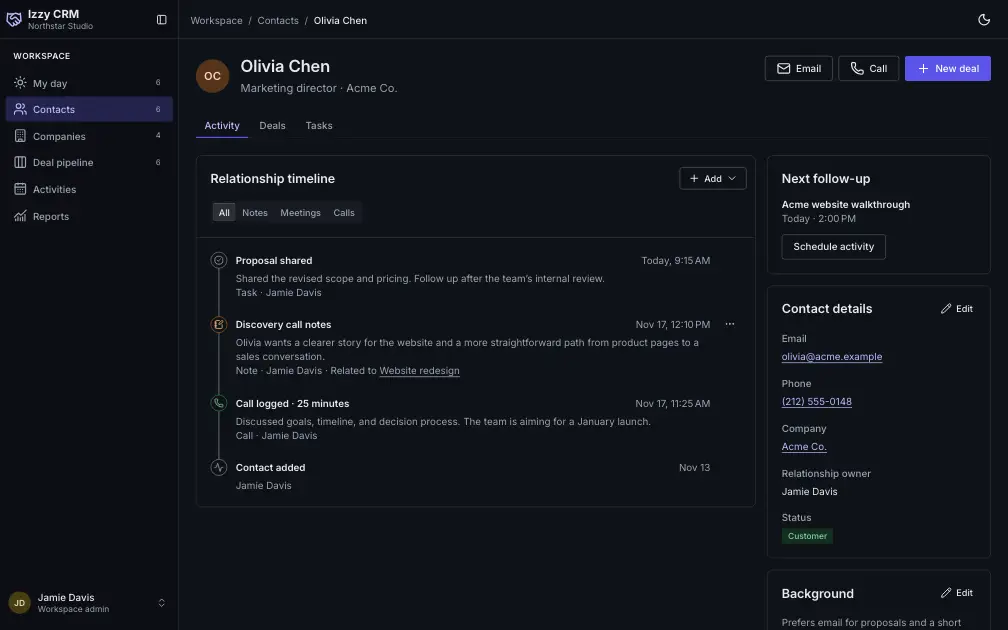 Izzy CRM
Northstar Studio
WORKSPACE
My day 6
Contacts 6
Companies 4
Deal pipeline 6
Activities
Reports
JD
Jamie Davis
Workspace admin
Workspace / Contacts / Olivia Chen
OC
Olivia Chen
Marketing director · Acme Co.
Email
Call
New deal
Activity
Deals
Tasks
Relationship timeline
Add
All
Notes
Meetings
Calls
Proposal shared
Today, 9:15 AM
Shared the revised scope and pricing. Follow up after the team’s internal review.
Task · Jamie Davis
Discovery call notes
Nov 17, 12:10 PM
Olivia wants a clearer story for the website and a more straightforward path from product pages to a
sales conversation.
Note · Jamie Davis · Related to Website redesign
Call logged · 25 minutes
Nov 17, 11:25 AM
Discussed goals, timeline, and decision process. The team is aiming for a January launch.
Call · Jamie Davis
Contact added
Nov 13
Jamie Davis
Next follow-up
Acme website walkthrough
Today · 2:00 PM
Schedule activity
Contact details
Edit
Email
olivia@acme.example
Phone
(212) 555-0148
Company
Acme Co.
Relationship owner
Jamie Davis
Status
Customer
Background
Edit
Prefers email for proposals and a short